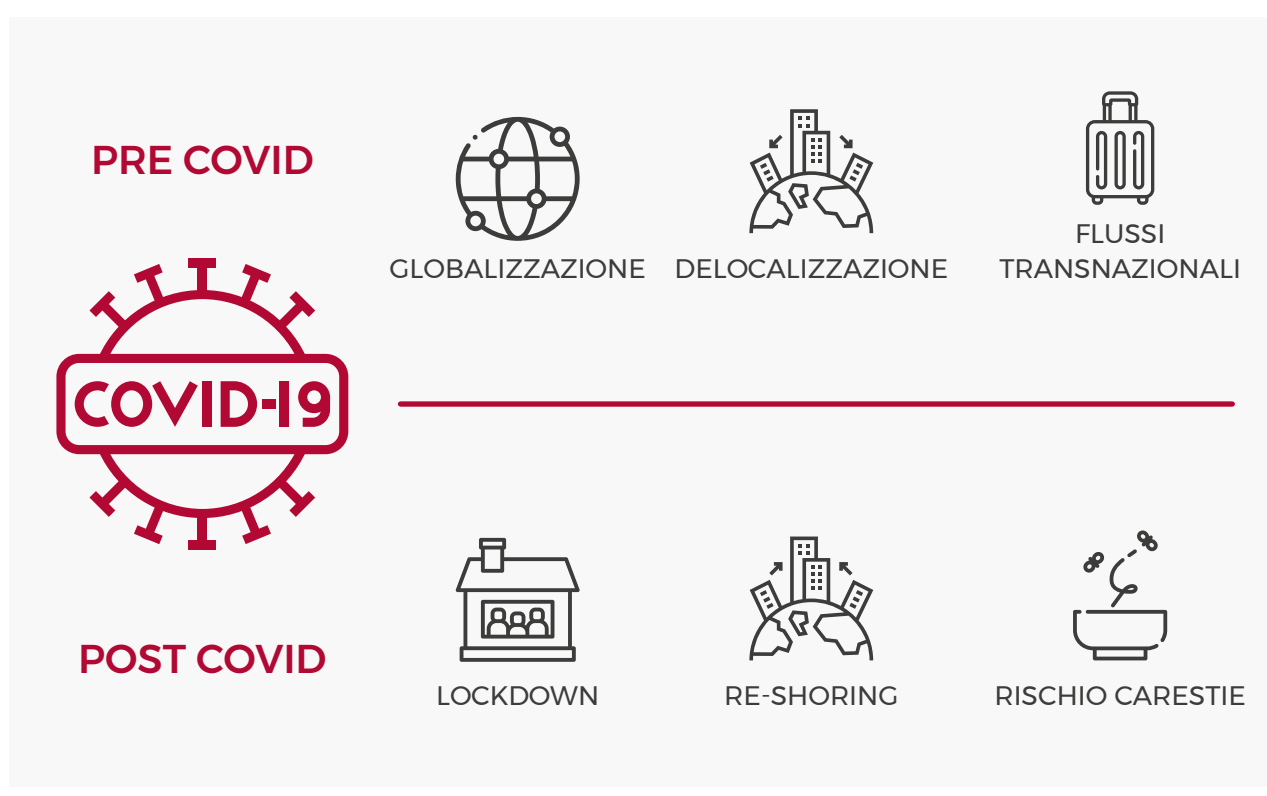 PRE COVID
GLOBALIZZAZIONE
DELOCALIZZAZIONE
FLUSSI
TRANSNAZIONALI
COVID-19
POST COVID
LOCKDOWN
RE-SHORING
RISCHIO CARESTIE